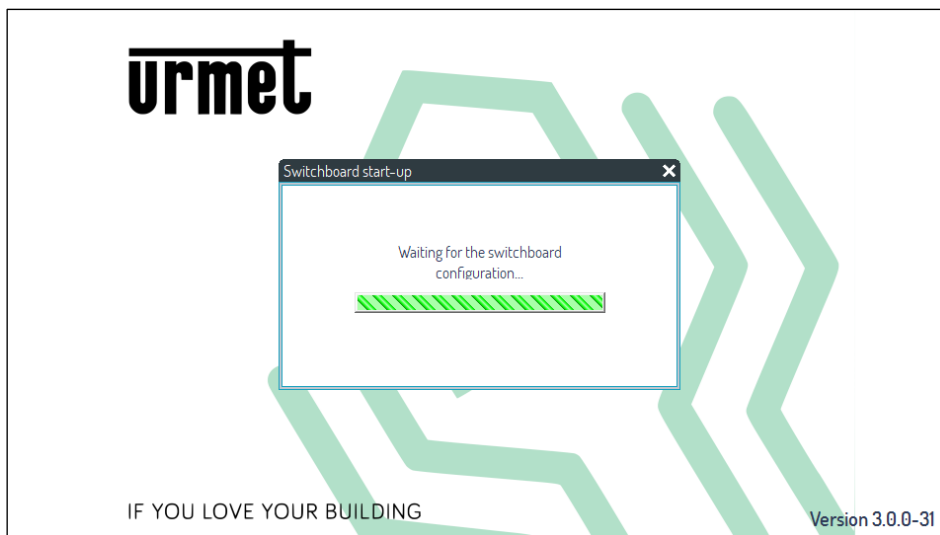 urmet
Switchboard start-up
Waiting for the switchboard
configuration...
IF YOU LOVE YOUR BUILDING
Version 3.0.0-31